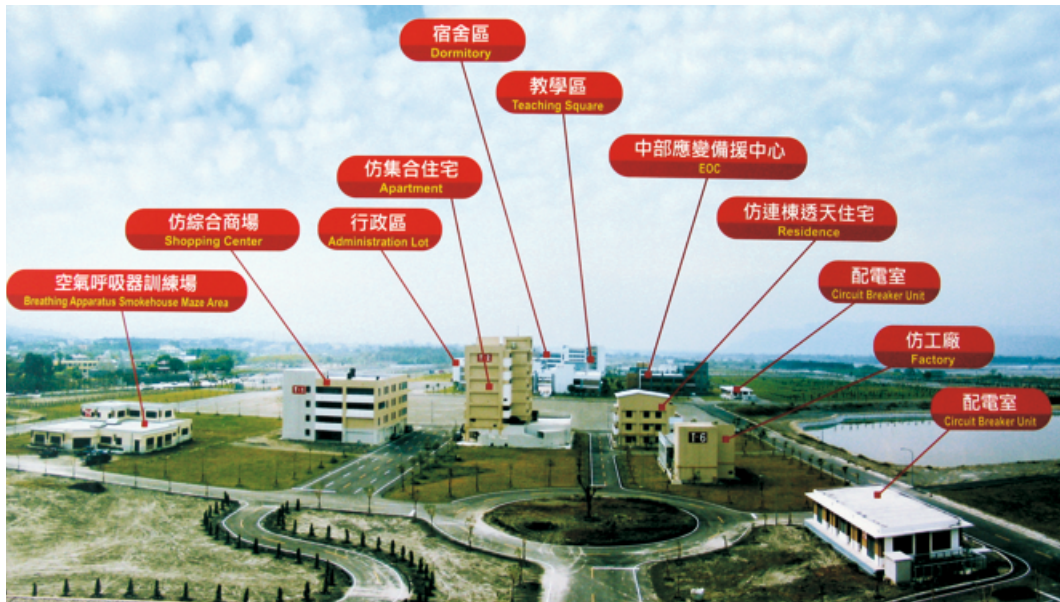 宿舍區
Dormitory
教學區
Teaching Square
中部應變備援中心
EOC
仿集合住宅
Apartment
仿連棟透天住宅
Residence
仿綜合商場
Shopping Center
行政區
Administration Lot
空氣呼吸器訓練場
Breathing Apparatus Smokehouse Maze Area
配電室
Circuit Breaker Unit
仿工廠
Factory
配電室
Circuit Breaker Unit
T-6